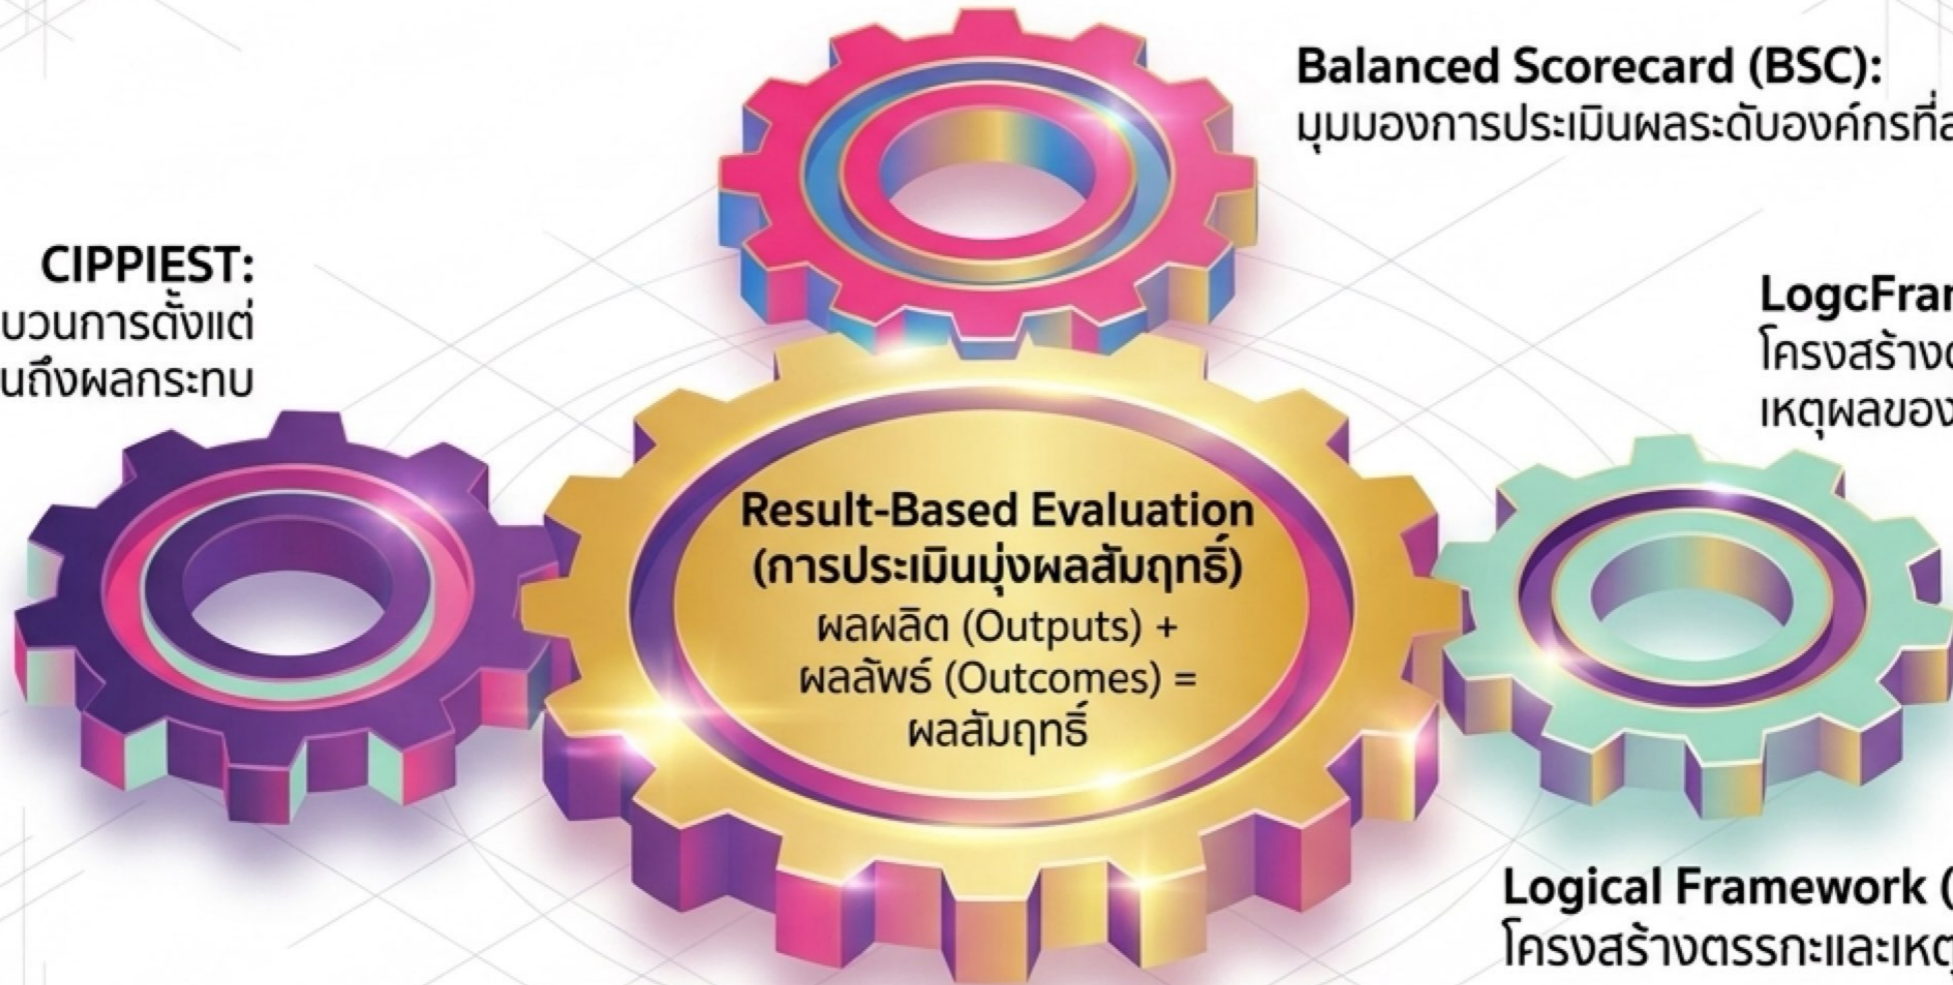 Balanced Scorecard (BSC):
มุมมองการประเมินผลระดับองค์กรที่
CIPPIEST:
บวนการตั้งแต่
นถึงผลกระทบ
LogcFra
โครงสร้าง
เหตุผลของ
Result-Based Evaluation
(การประเมินมุ่งผลสัมฤทธิ์)
ผลผลิต (Outputs) +
ผลลัพธ์ (Outcomes) =
ผลสัมฤทธิ์
Logical Framework (
โครงสร้างตรรกะและเหตุ